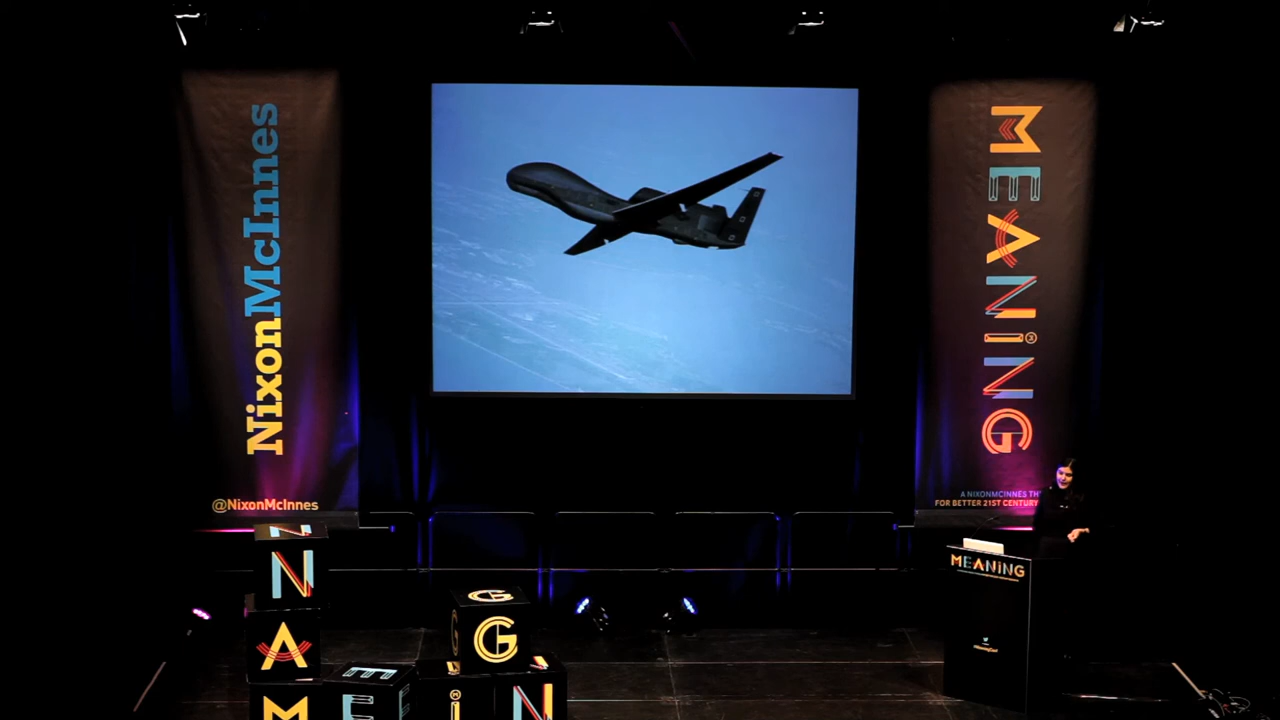 NixonMcInnes
@NixonMcInnes
MEANiNG
A NIXONMCINNES TH
FOR BETTER 21ST CENTURY
MEANiNG
N
N
A
M
E
G
G
i
N